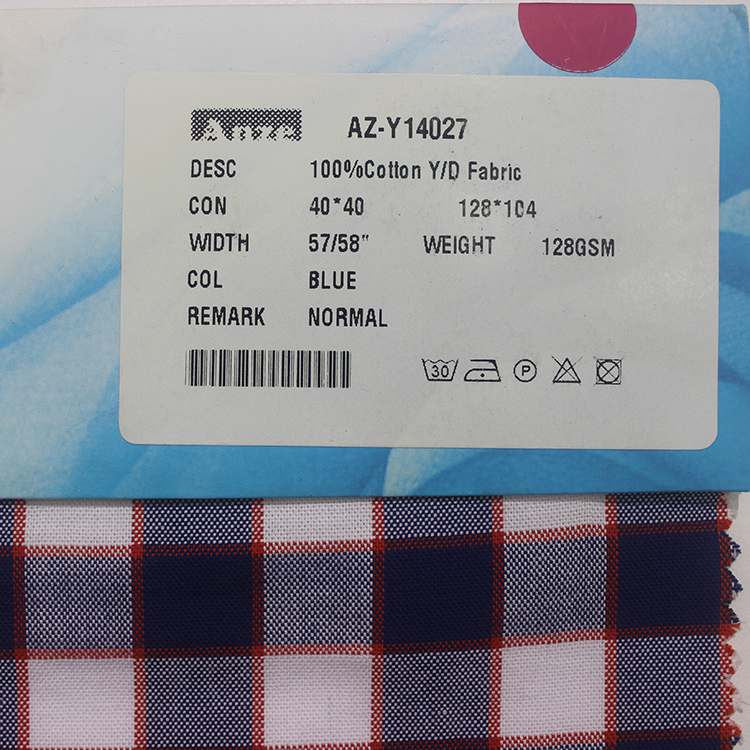 Anze AZ-Y14027
DESC 100%Cotton Y/D Fabric
CON 40*40 128*104
WIDTH 57/58" WEIGHT 128GSM
COL BLUE
REMARK NORMAL
30 P